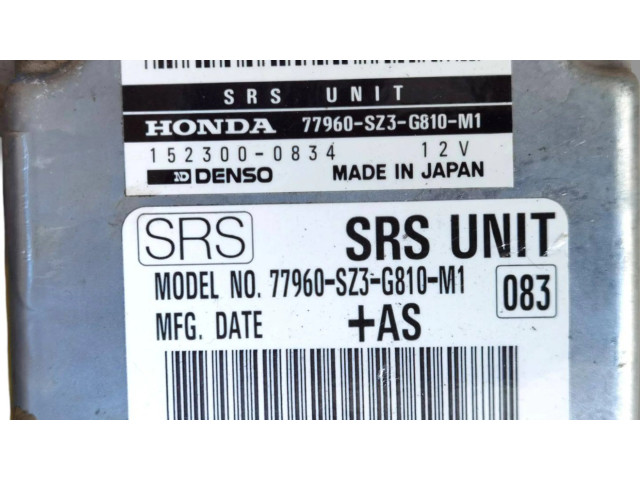 SRS UNIT
HONDA 77960-SZ3-G810-M1
152300-0834 12V
ND DENSO MADE IN JAPAN
SRS SRS UNIT
MODEL NO. 77960-SZ3-G810-M1 083
MFG. DATE +AS